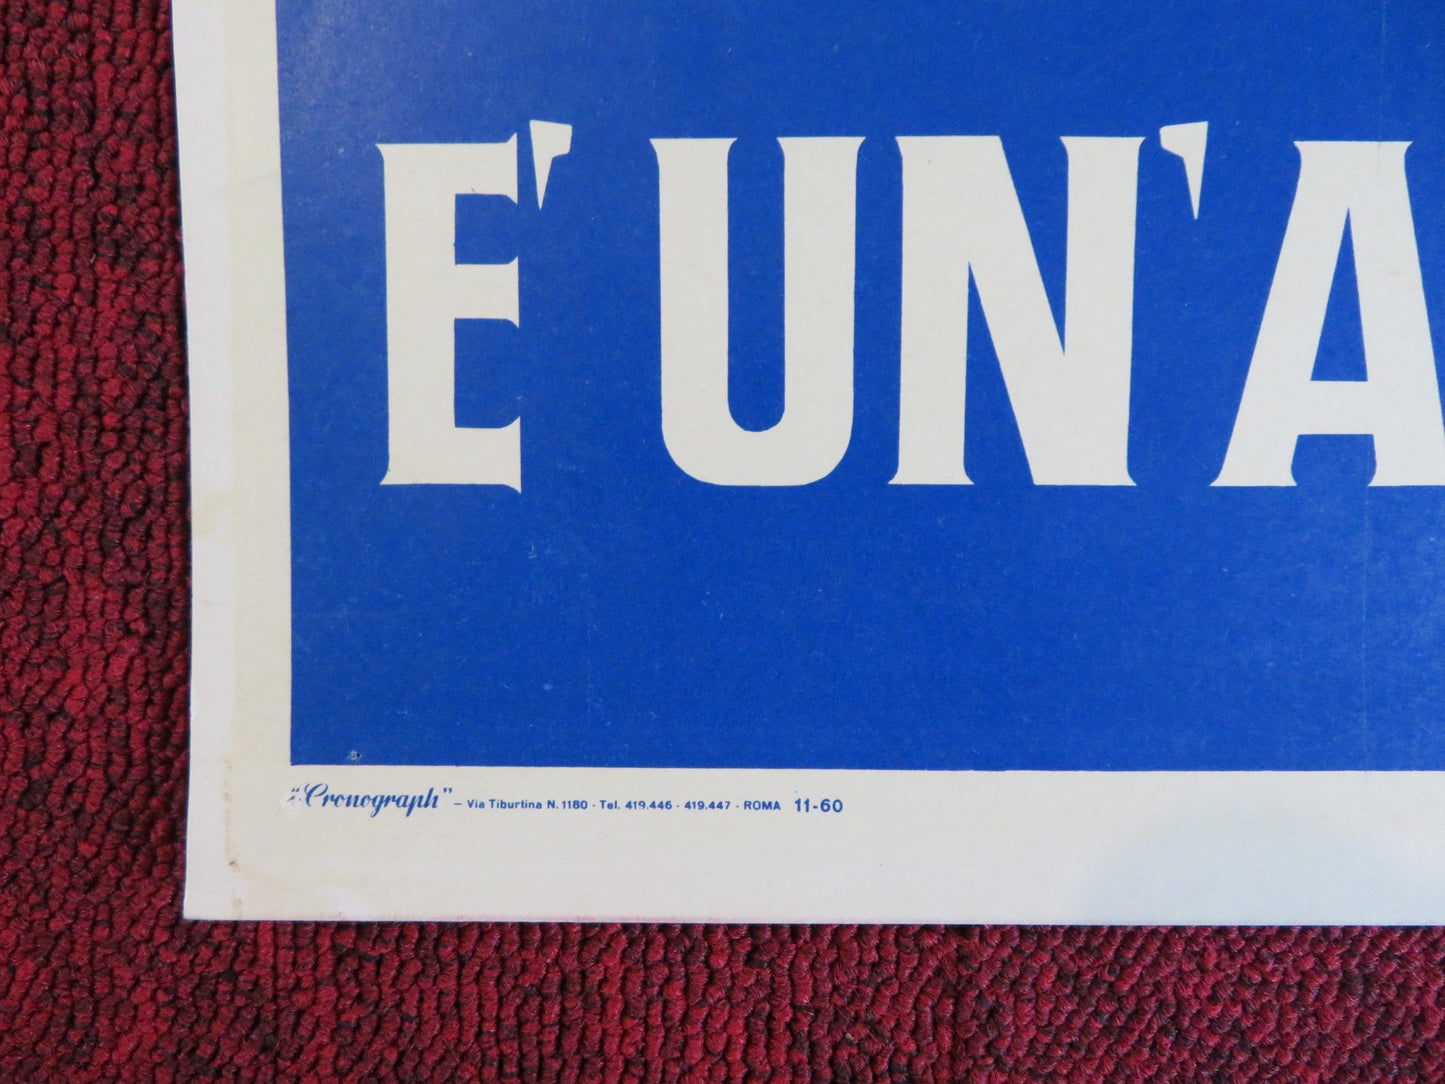 E' UN'A
"Cronograph" – Via Tiburtina N. 1180 - Tel. 419.446 - 419.447 - ROMA 11-60